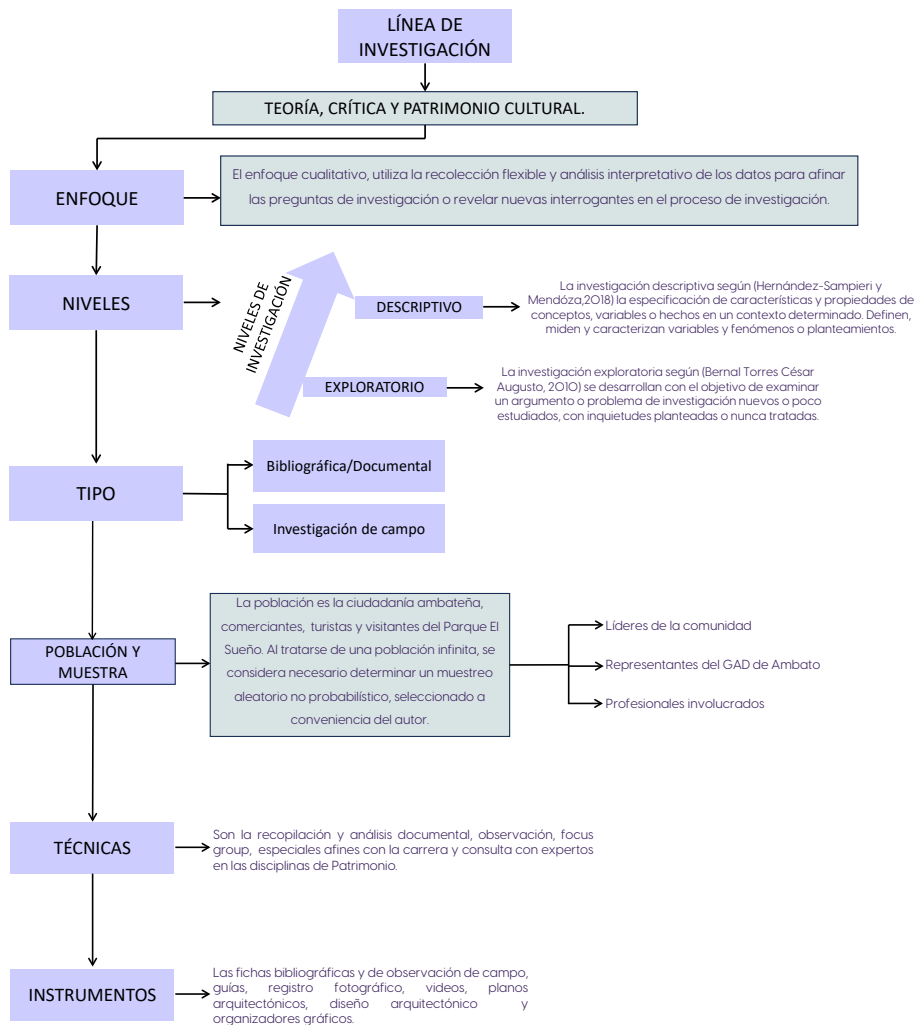 LÍNEA DE
INVESTIGACIÓN
TEORÍA, CRÍTICA Y PATRIMONIO CULTURAL.
ENFOQUE
El enfoque cualitativo, utiliza la recolección flexible y análisis interpretativo de los datos para afinar
las preguntas de investigación o revelar nuevas interrogantes en el proceso de investigación.
NIVELES
NIVELES DE
INVESTIGACIÓN
DESCRIPTIVO
La investigación descriptiva según (Hernández-Sampieri y
Mendóza,2018) la especificación de características y propiedades de
conceptos, variables o hechos en un contexto determinado. Definen,
miden y caracterizan variables y fenómenos o planteamientos.
EXPLORATORIO
La investigación exploratoria según (Bernal Torres César
Augusto, 2010) se desarrollan con el objetivo de examinar
un argumento o problema de investigación nuevos o poco
estudiados, con inquietudes planteadas o nunca tratadas.
TIPO
Bibliográfica/Documental
Investigación de campo
POBLACIÓN Y
MUESTRA
La población es la ciudadanía ambateña,
comerciantes, turistas y visitantes del Parque El
Sueño. Al tratarse de una población infinita, se
considera necesario determinar un muestreo
aleatorio no probabilístico, seleccionado a
conveniencia del autor.
Líderes de la comunidad
Representantes del GAD de Ambato
Profesionales involucrados
TÉCNICAS
Son la recopilación y análisis documental, observación, focus
group, especiales afines con la carrera y consulta con expertos
en las disciplinas de Patrimonio.
INSTRUMENTOS
Las fichas bibliográficas y de observación de campo,
guías, registro fotográfico, videos, planos
arquitectónicos, diseño arquitectónico y
organizadores gráficos.